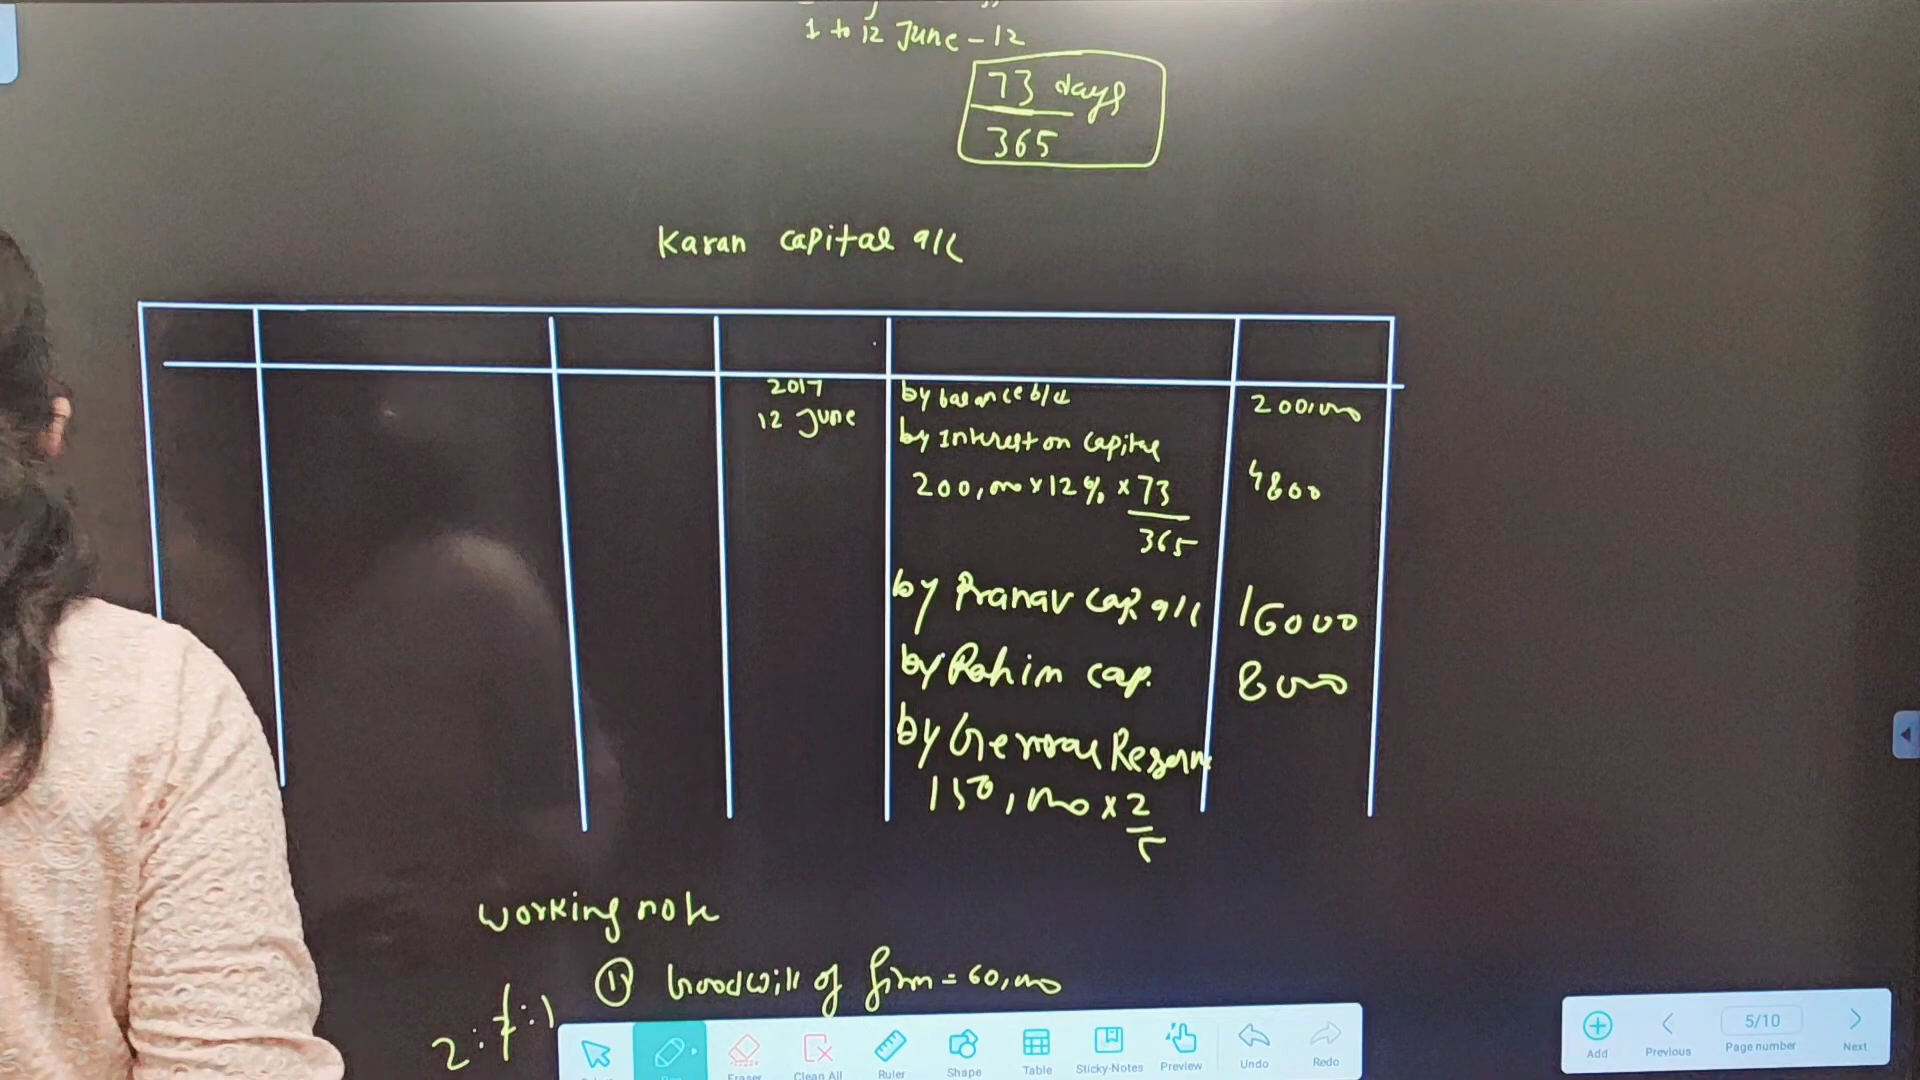 1 to 12 June - 12
73 days
365
Karan capital a/c
2017
12 June
by balance b/d
200,000
by Interest on capital
200,000 x 12% x 73
365
4800
by Pranav cap. a/c
16000
by Rahim cap.
8000
by General Reserve
150,000 x 2
5
working note
(1) Goodwill of firm = 60,000
2:2:1
Eraser
Clean All
Ruler
Shape
Table
Sticky-Notes
Preview
Undo
Redo
Add
Previous
5/10
Page number
Next